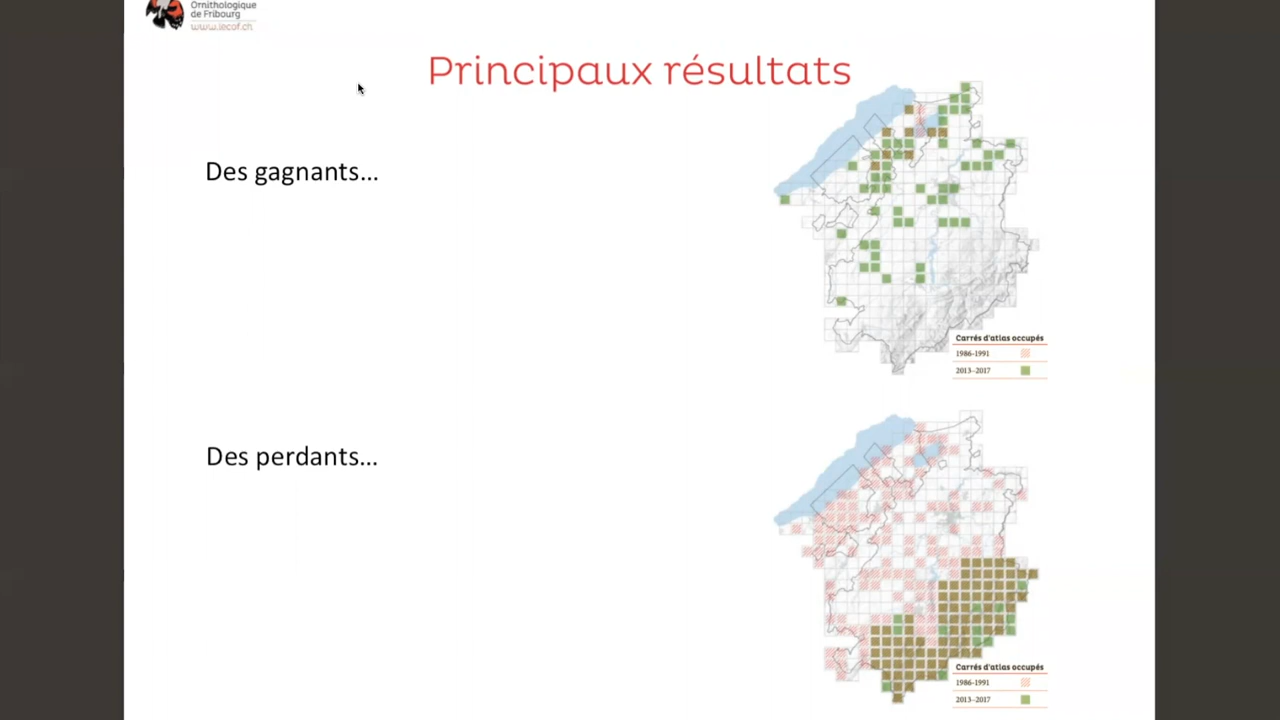 Ornithologique
de Fribourg
www.lecof.ch
Principaux résultats
Des gagnants...
Carrés d'atlas occupés
1986-1991
2013-2017
Des perdants...
Carrés d'atlas occupés
1986-1991
2013-2017